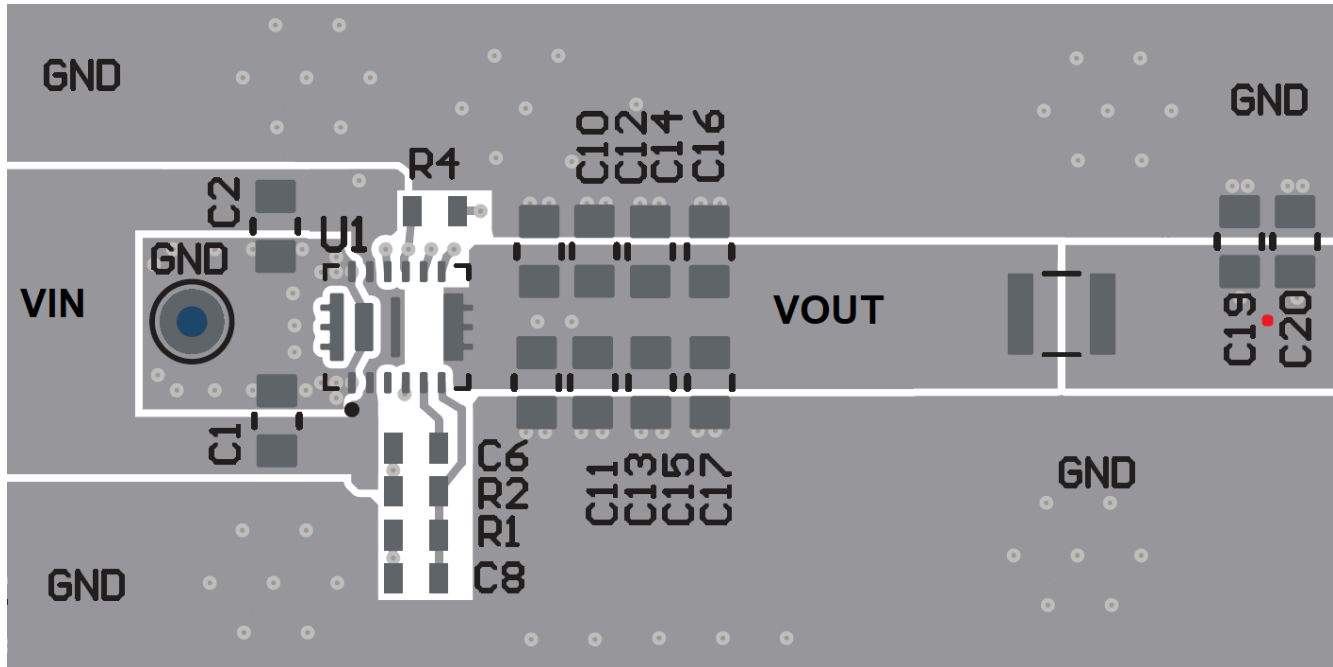 GND
GND
C10
C12
C14
C16
R4
C2
U1
GND
VIN
VOUT
C19
C20
C1
C6
R2
R1
C8
C11
C13
C15
C17
GND
GND